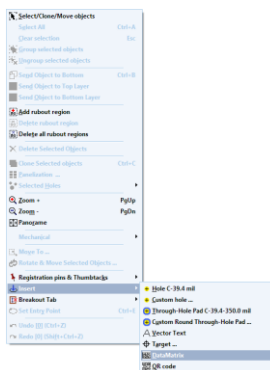 Select/Clone/Move objects
Select All Ctrl+A
Clear selection Esc
Group selected objects
Ungroup selected objects
Send Object to Bottom Ctrl+B
Send Object to Top Layer
Send Object to Bottom Layer
Add rubout region
Delete rubout region
Delete all rubout regions
Delete Selected Objects
Clone Selected objects Ctrl+C
Panelization ...
Selected Holes
Zoom + PgUp
Zoom - PgDn
Panorame
Mechanical
Move To ...
Rotate & Move Selected Objects ...
Registration pins & Thumbtacks
Insert
Breakout Tab
Set Entry Point Ctrl+E
Undo [0] (Ctrl+Z)
Redo [0] (Shift+Ctrl+Z)
Hole C-39.4 mil
Custom hole ...
Through-Hole Pad C-39.4-350.0 mil
Custom Round Through-Hole Pad ...
Vector Text
Target ...
DataMatrix
QR code